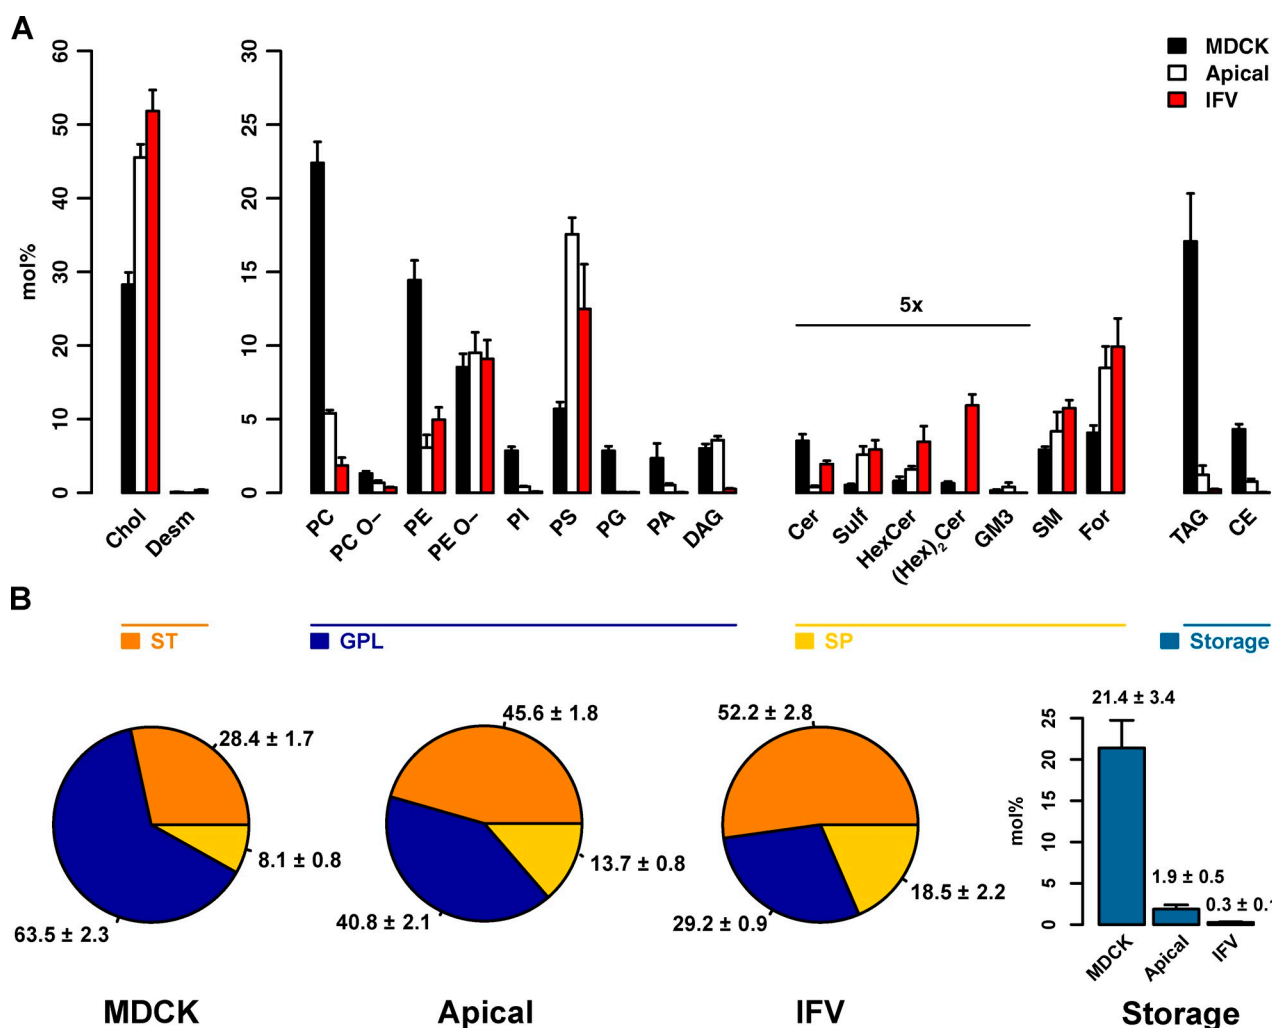 A
MDCK
Apical
IFV
mol%
60
50
40
30
20
10
0
30
25
20
15
10
5
0
5x
Chol
Desm
PC
PC O–
PE
PE O–
PI
PS
PG
PA
DAG
Cer
Sulf
HexCer
(Hex)2Cer
GM3
SM
For
TAG
CE
B
ST
GPL
SP
Storage
28.4 ± 1.7
8.1 ± 0.8
63.5 ± 2.3
MDCK
45.6 ± 1.8
13.7 ± 0.8
40.8 ± 2.1
Apical
52.2 ± 2.8
18.5 ± 2.2
29.2 ± 0.9
IFV
mol%
25
20
15
10
5
0
21.4 ± 3.4
1.9 ± 0.5
0.3 ± 0.1
MDCK
Apical
IFV
Storage